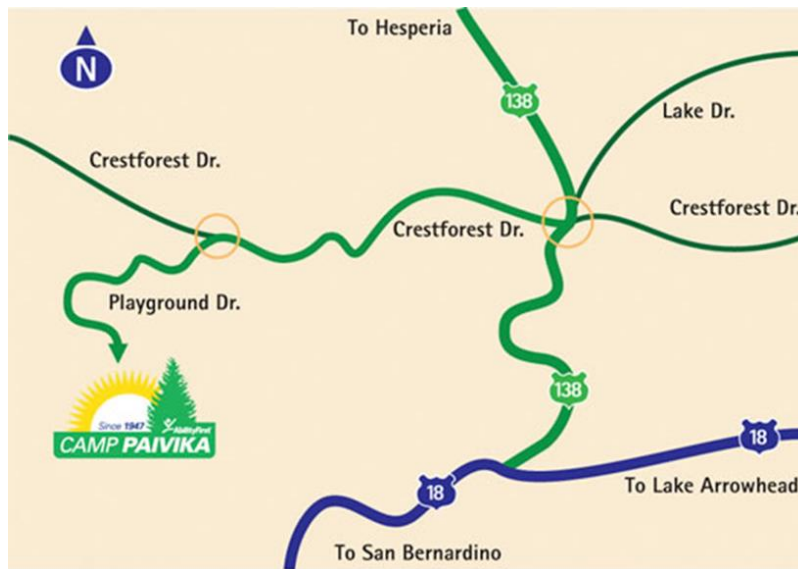 To Hesperia
N
138
Lake Dr.
Crestforest Dr.
Crestforest Dr.
Crestforest Dr.
Playground Dr.
138
Since 1947
AbilityFirst
CAMP PAIVIKA
18
18
To Lake Arrowhead
To San Bernardino